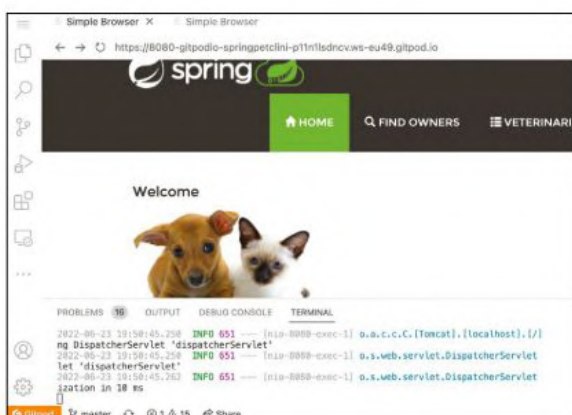 Simple Browser × Simple Browser
https://8080-gitpodio-springpetclini-p11n1lsdncv.ws-eu49.gitpod.io
spring
HOME FIND OWNERS VETERINARI
Welcome
PROBLEMS 16 OUTPUT DEBUG CONSOLE TERMINAL
2022-06-23 19:50:45.250 INFO 651 --- [nio-8080-exec-1] o.a.c.c.C.[Tomcat].[localhost].[/]
ng DispatcherServlet 'dispatcherServlet'
2022-06-23 19:50:45.250 INFO 651 --- [nio-8080-exec-1] o.s.web.servlet.DispatcherServlet
let 'dispatcherServlet'
2022-06-23 19:50:45.262 INFO 651 --- [nio-8080-exec-1] o.s.web.servlet.DispatcherServlet
ization in 10 ms
Gitpod master 1 15 Share